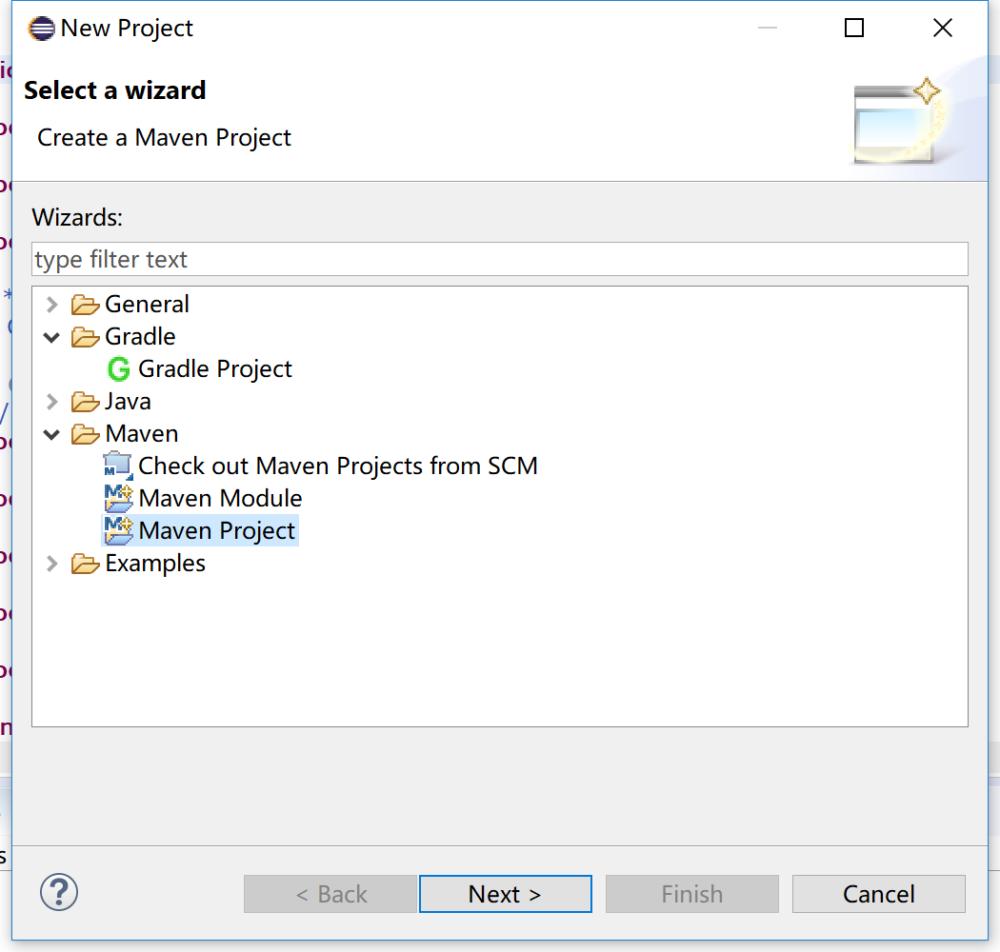 New Project
Select a wizard
Create a Maven Project
Wizards:
type filter text
General
Gradle
Gradle Project
Java
Maven
Check out Maven Projects from SCM
Maven Module
Maven Project
Examples
< Back Next > Finish Cancel